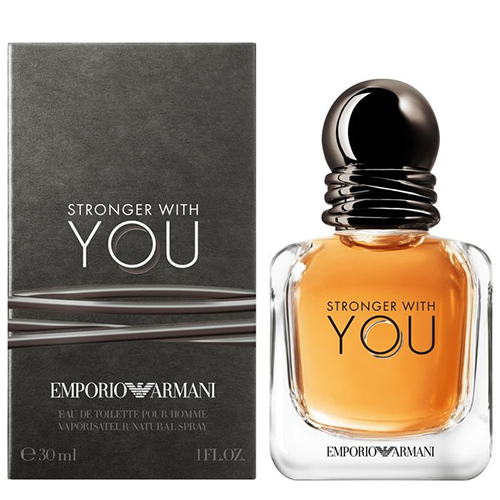 STRONGER WITH
YOU
EMPORIO ARMANI
EAU DE TOILETTE POUR HOMME
VAPORISATEUR NATURAL SPRAY
℮30 ml 1 FL.OZ.
STRONGER WITH
YOU
EMPORIO ARMANI